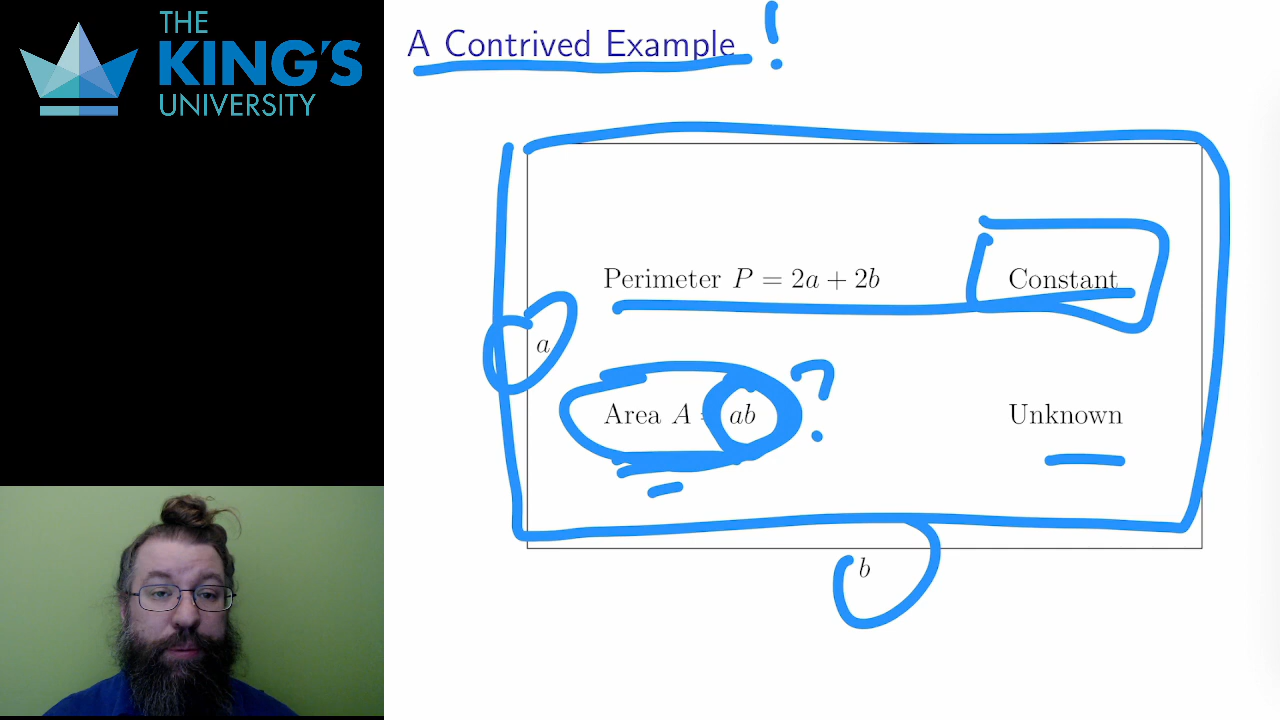 THE
KING'S
UNIVERSITY
A Contrived Example !
Perimeter P = 2a + 2b Constant
a
Area A = ab ? Unknown
b